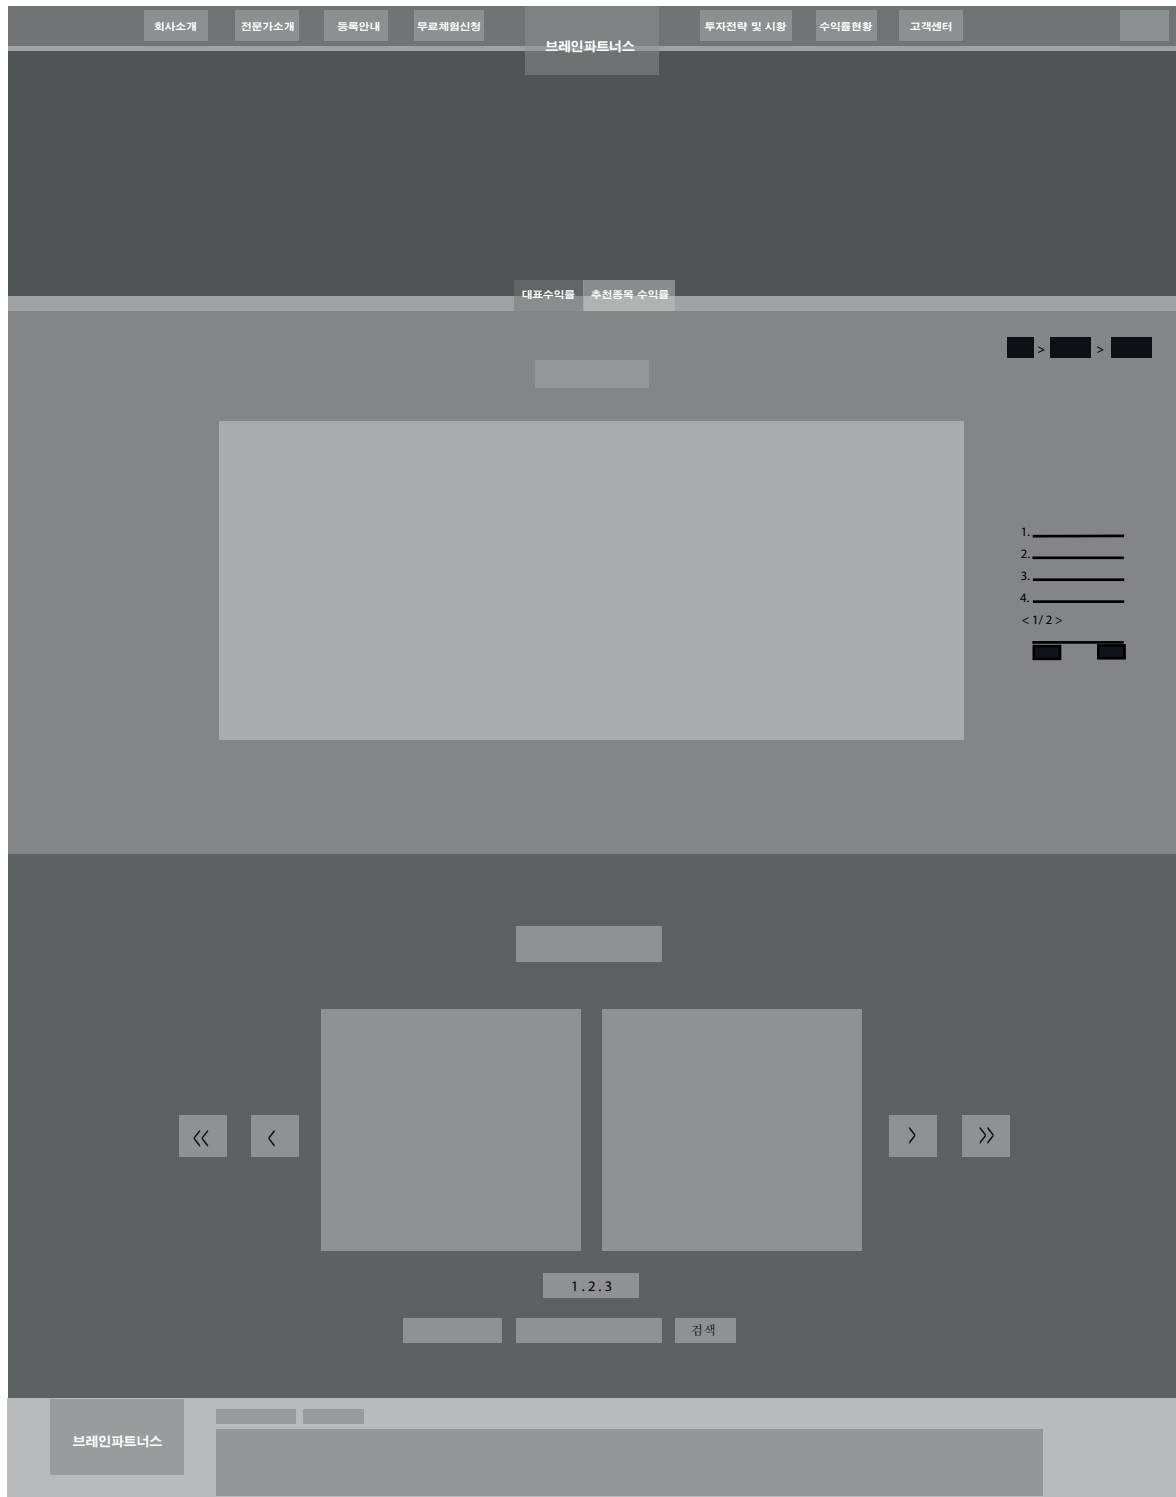 회사소개 전문가소개 등록안내 무료체험신청 브레인파트너스 투자전략 및 시황 수익률현황 고객센터
대표수익률 추천종목 수익률
> >
1.
2.
3.
4.
< 1/ 2 >
<< < > >>
1 . 2 . 3
검색
브레인파트너스